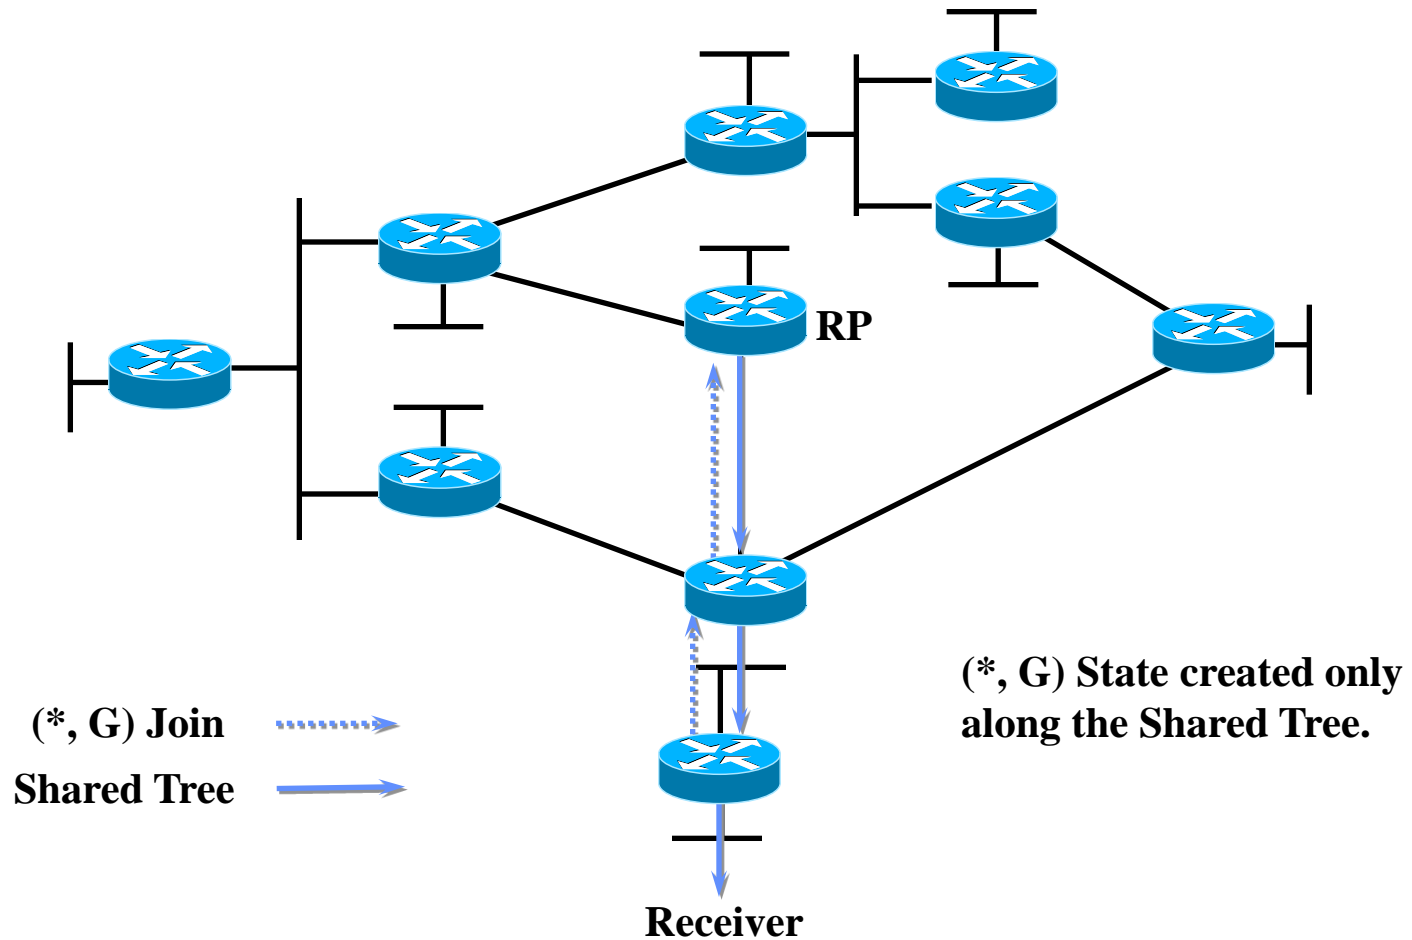 RP
(*, G) State created only
along the Shared Tree.
(*, G) Join
Shared Tree
Receiver